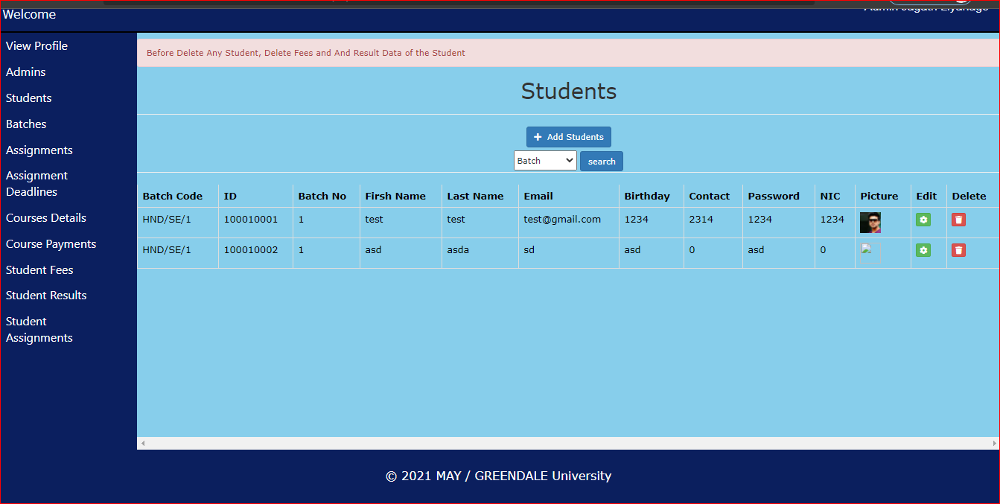 Welcome
View Profile
Admins
Students
Batches
Assignments
Assignment
Deadlines
Courses Details
Course Payments
Student Fees
Student Results
Student
Assignments
Before Delete Any Student, Delete Fees and And Result Data of the Student
Students
Add Students
Batch search
Batch Code ID Batch No Firsh Name Last Name Email Birthday Contact Password NIC Picture Edit Delete
HND/SE/1 100010001 1 test test test@gmail.com 1234 2314 1234 1234
HND/SE/1 100010002 1 asd asda sd asd 0 asd 0
© 2021 MAY / GREENDALE University